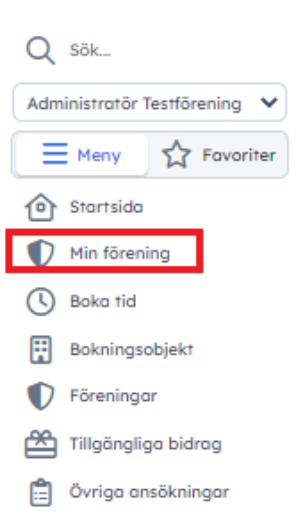 Sök...
Administratör Testförening
Meny Favoriter
Startsida
Min förening
Boka tid
Bokningsobjekt
Föreningar
Tillgängliga bidrag
Övriga ansökningar